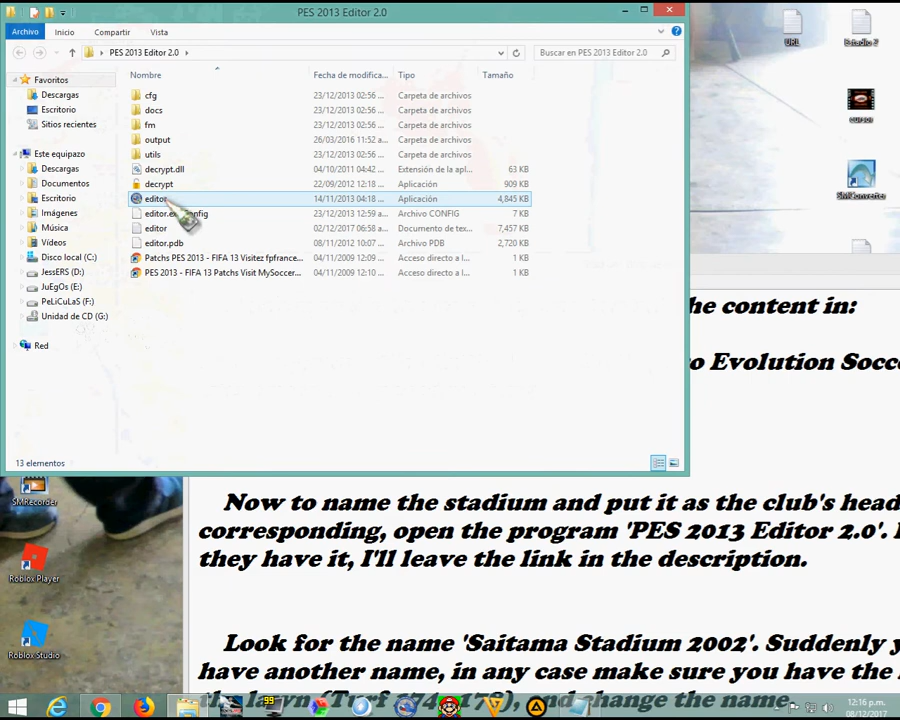 PES 2013 Editor 2.0
Archivo Inicio Compartir Vista
PES 2013 Editor 2.0
Buscar en PES 2013 Editor 2.0
Nombre Fecha de modifica... Tipo Tamaño
Favoritos
Descargas
Escritorio
Sitios recientes
Este equipazo
Descargas
Documentos
Escritorio
Imágenes
Música
Vídeos
Disco local (C:)
JessERS (D:)
JuEgOs (E:)
PeLiCuLaS (F:)
Unidad de CD (G:)
Red
cfg 23/12/2013 02:56 ... Carpeta de archivos
docs 23/12/2013 02:56 ... Carpeta de archivos
fm 23/12/2013 02:56 ... Carpeta de archivos
output 26/03/2016 11:52 a... Carpeta de archivos
utils 23/12/2013 02:56 ... Carpeta de archivos
decrypt.dll 04/10/2011 04:42 ... Extensión de la apl... 63 KB
decrypt 22/09/2012 12:18 ... Aplicación 909 KB
editor 14/11/2013 04:18 ... Aplicación 4,845 KB
23/12/2013 12:59 a... Archivo CONFIG 7 KB
editor 02/12/2017 06:58 a... Documento de tex... 7,457 KB
editor.pdb 08/11/2012 10:07 ... Archivo PDB 2,720 KB
Patchs PES 2013 - FIFA 13 Visitez fpfrance... 04/11/2009 12:09 ... Acceso directo a I... 1 KB
PES 2013 - FIFA 13 Patchs Visit MySoccer... 04/11/2009 12:10 ... Acceso directo a I... 1 KB
13 elementos
URL
Estadio 2
cursor
SMConverter
SMRecorder
Roblox Player
Roblox Studio
he content in:
o Evolution Socce
Now to name the stadium and put it as the club's head
corresponding, open the program 'PES 2013 Editor 2.0'.
they have it, I'll leave the link in the description.
Look for the name 'Saitama Stadium 2002'. Suddenly y
have another name, in any case make sure you have the
and change the name.
99
12:16 p.m.
08/12/2017